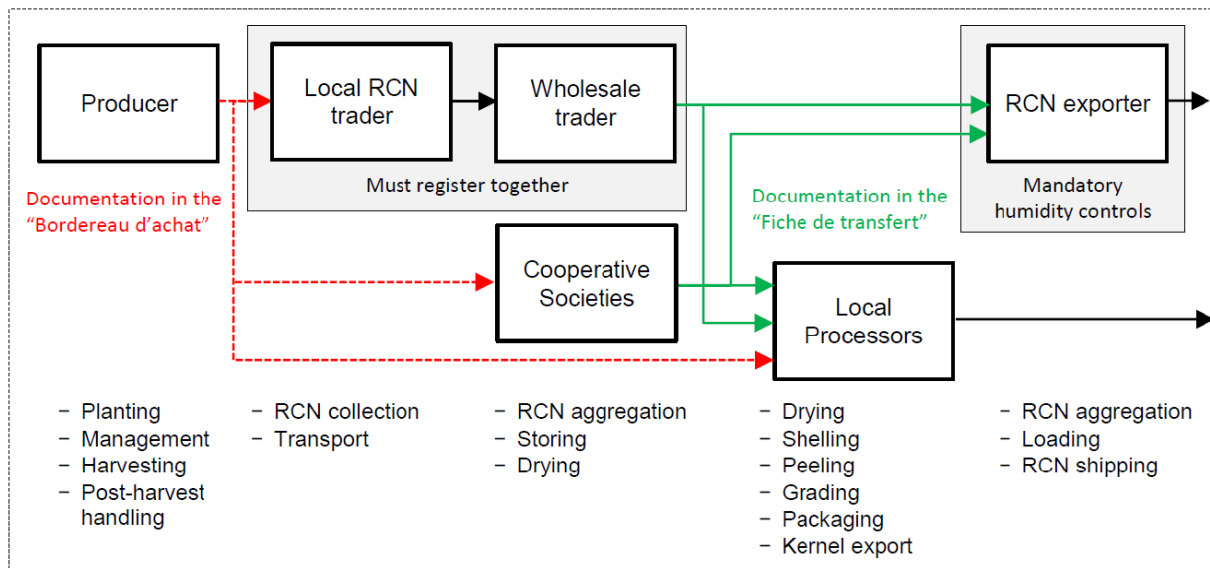 Producer
Local RCN
trader
Wholesale
trader
RCN exporter
Must register together
Mandatory
humidity controls
Documentation in the
“Bordereau d’achat”
Documentation in the
“Fiche de transfert”
Cooperative
Societies
Local
Processors
– Planting
– Management
– Harvesting
– Post-harvest
handling
– RCN collection
– Transport
– RCN aggregation
– Storing
– Drying
– Drying
– Shelling
– Peeling
– Grading
– Packaging
– Kernel export
– RCN aggregation
– Loading
– RCN shipping